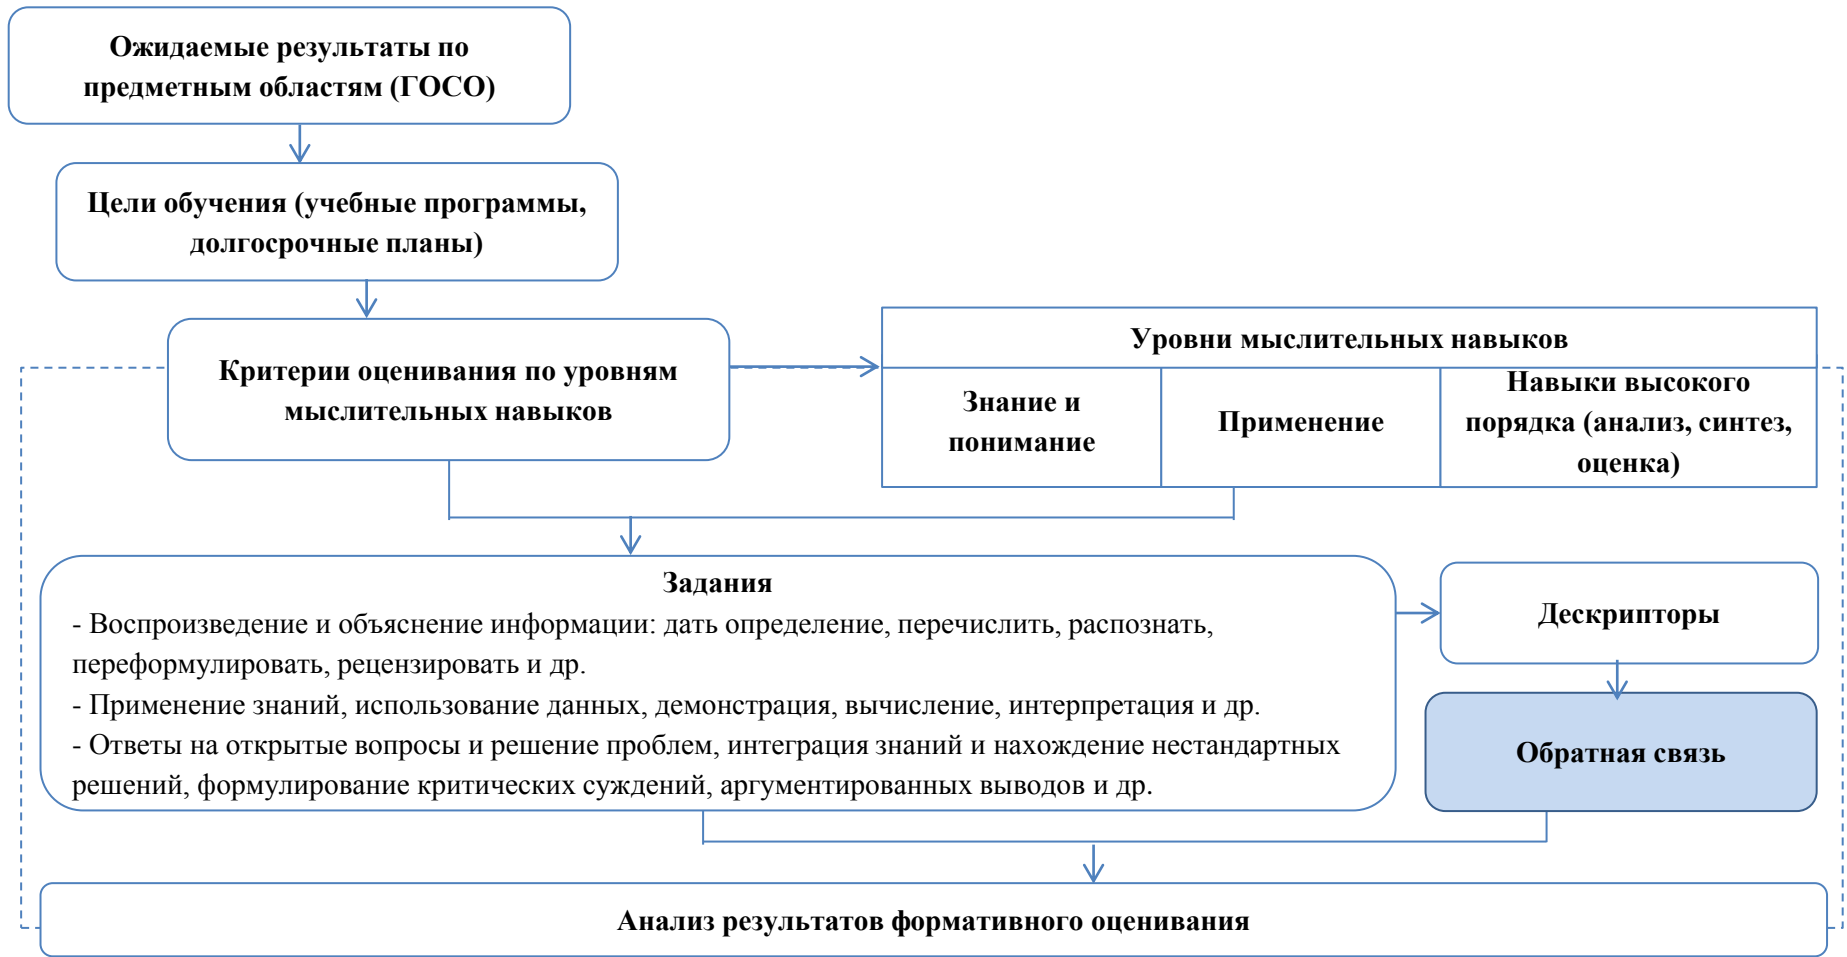 Ожидаемые результаты по
предметным областям (ГОСО)
Цели обучения (учебные программы,
долгосрочные планы)
Критерии оценивания по уровням
мыслительных навыков
Уровни мыслительных навыков
Знание и
понимание
Применение
Навыки высокого
порядка (анализ, синтез,
оценка)
Задания
- Воспроизведение и объяснение информации: дать определение, перечислить, распознать,
переформулировать, рецензировать и др.
- Применение знаний, использование данных, демонстрация, вычисление, интерпретация и др.
- Ответы на открытые вопросы и решение проблем, интеграция знаний и нахождение нестандартных
решений, формулирование критических суждений, аргументированных выводов и др.
Дескрипторы
Обратная связь
Анализ результатов формативного оценивания